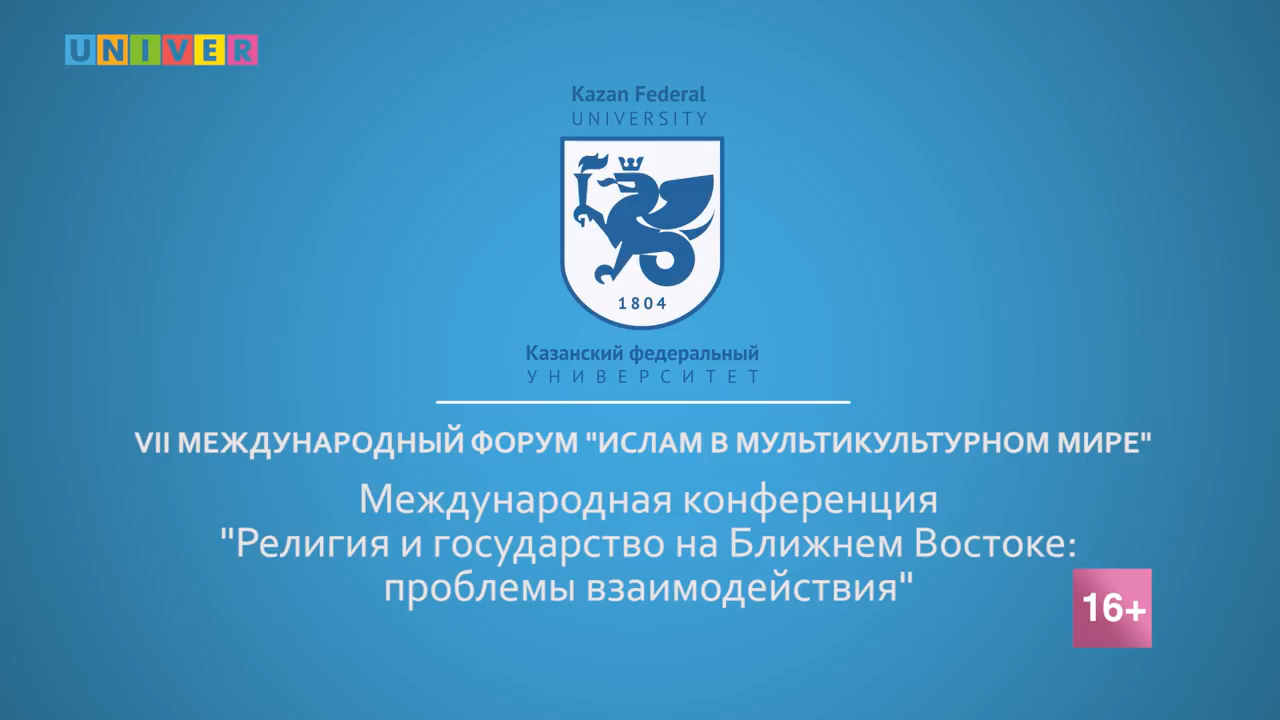 UNIVER
Kazan Federal
UNIVERSITY
1804
Казанский федеральный
УНИВЕРСИТЕТ
VII МЕЖДУНАРОДНЫЙ ФОРУМ "ИСЛАМ В МУЛЬТИКУЛЬТУРНОМ МИРЕ"
Международная конференция
"Религия и государство на Ближнем Востоке:
проблемы взаимодействия"
16+